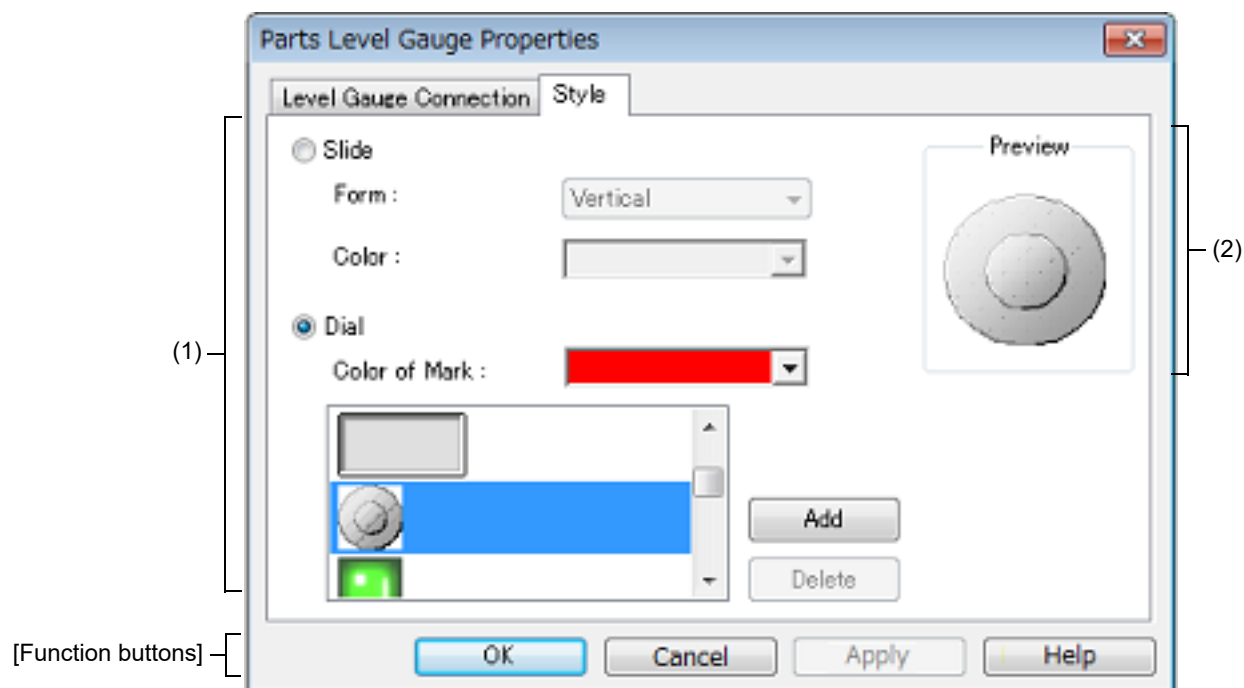 Parts Level Gauge Properties
Level Gauge Connection
Style
Slide
Preview
Form :
Vertical
Color :
(2)
Dial
(1)
Color of Mark :
Add
Delete
[Function buttons]
OK
Cancel
Apply
Help